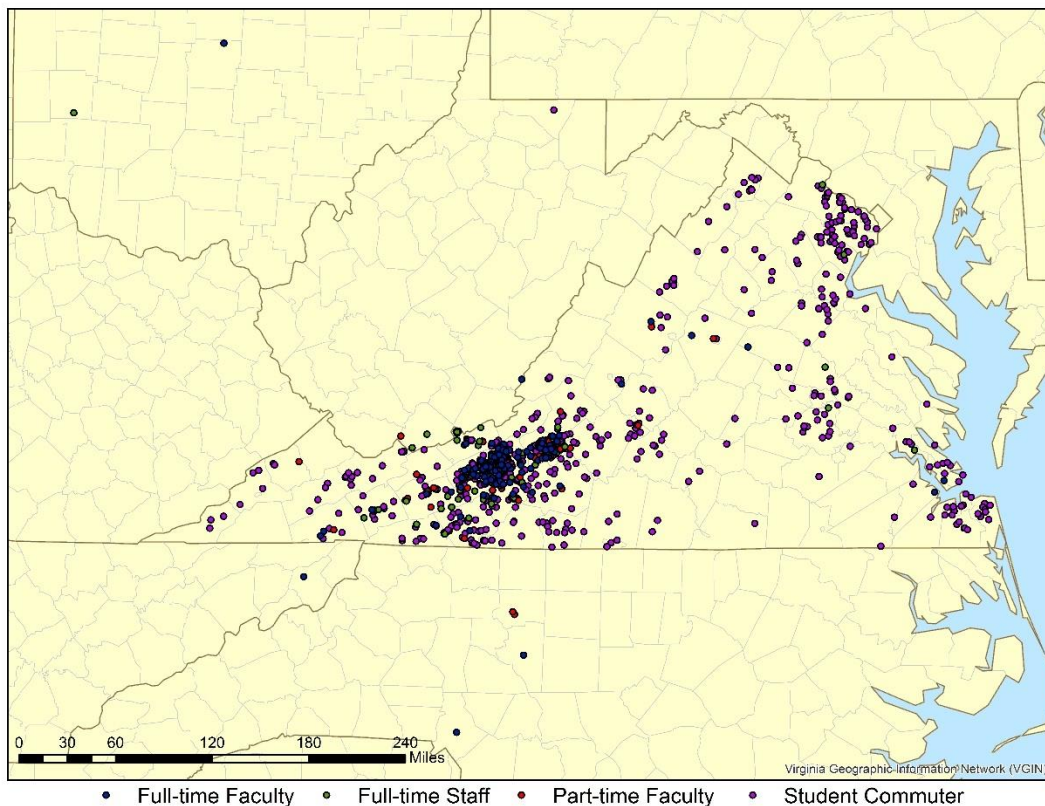 0 30 60 120 180 240
Miles
Virginia Geographic Information Network (VGIN)
Full-time Faculty Full-time Staff Part-time Faculty Student Commuter